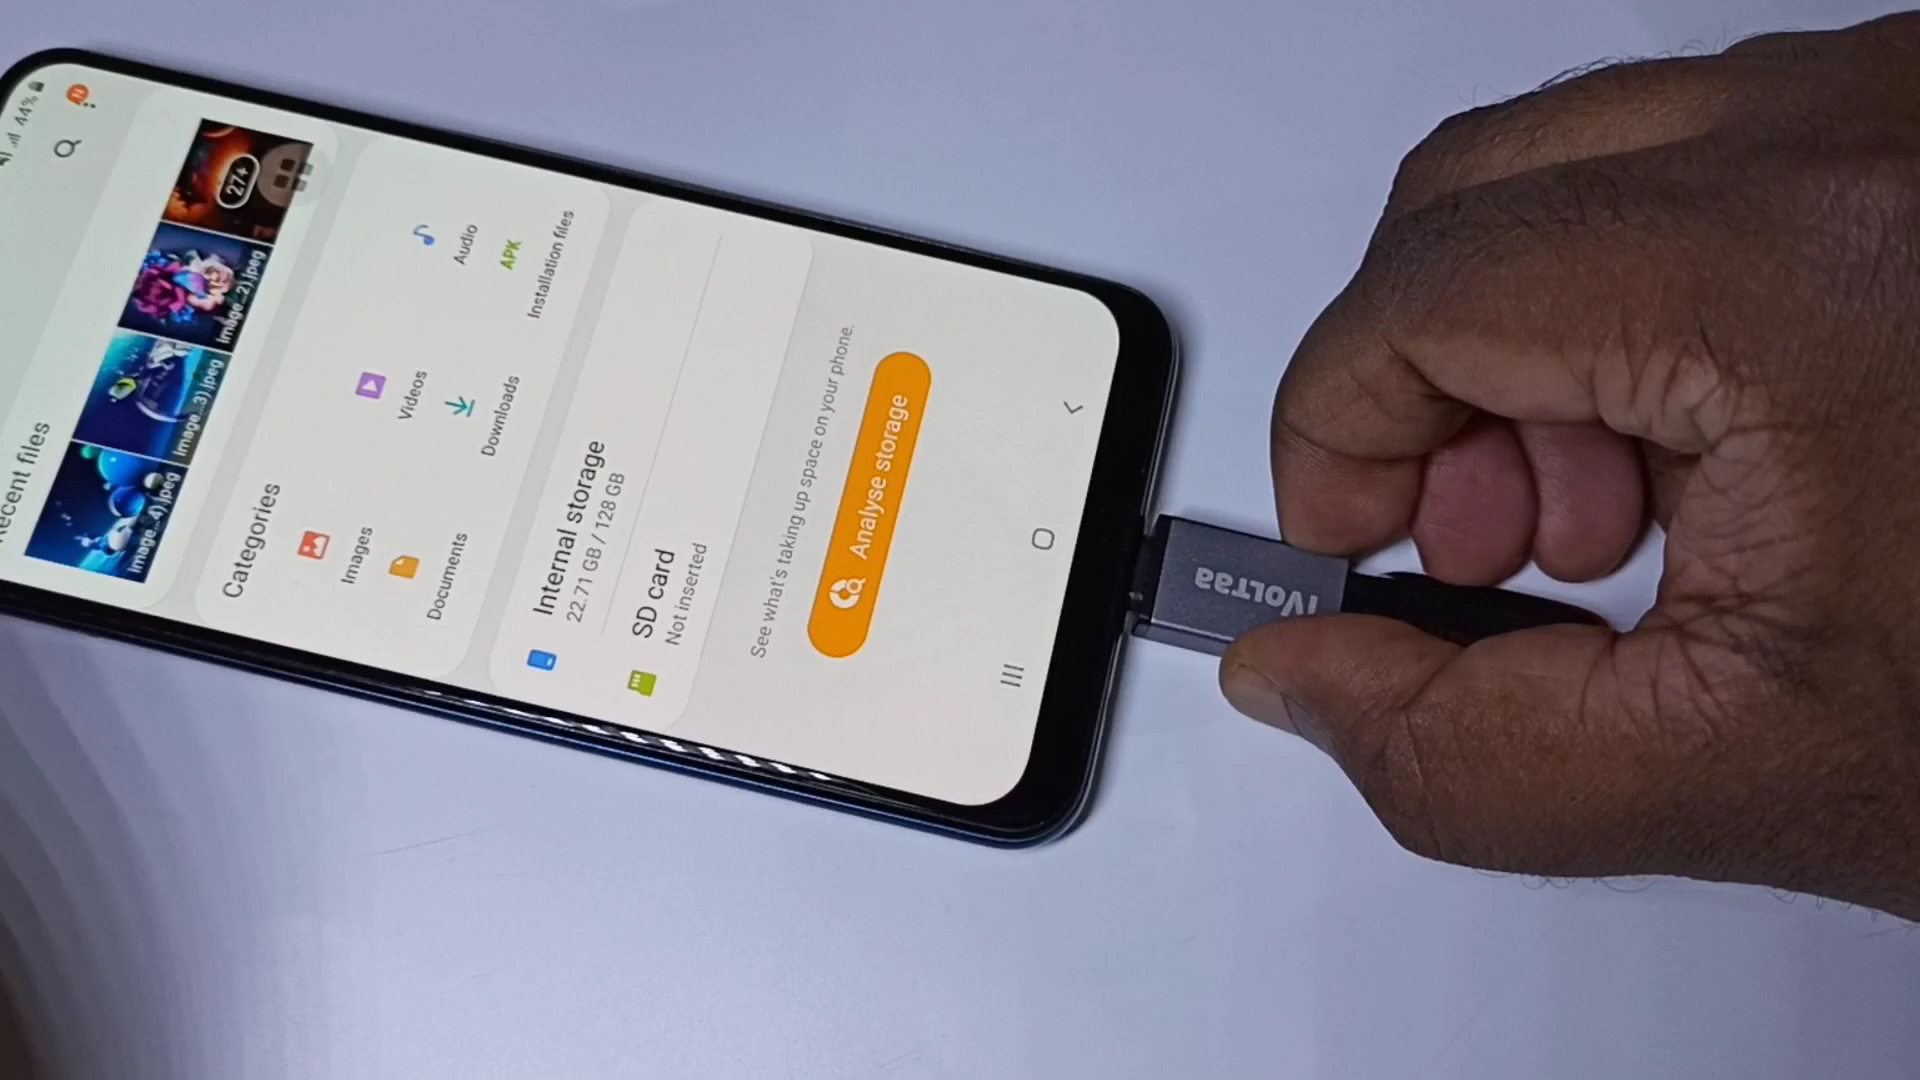 44%
Recent files
Image...4).jpeg
Image...3).jpeg
Image...2).jpeg
27+
Categories
Images
Videos
Audio
Documents
Downloads
APK
Installation files
Internal storage
22.71 GB / 128 GB
SD card
Not inserted
See what's taking up space on your phone.
Analyse storage
iVoltaa